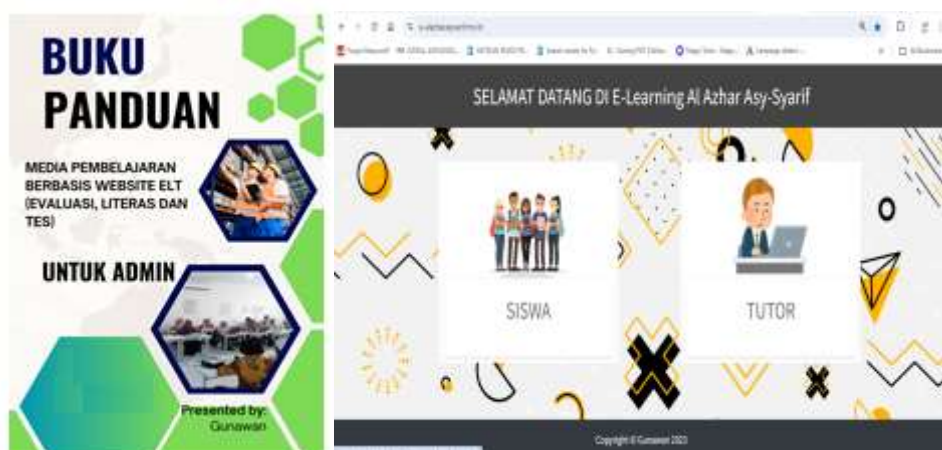 BUKU
PANDUAN
MEDIA PEMBELAJARAN
BERBASIS WEBSITE ELT
(EVALUASI, LITERAS DAN
TES)
UNTUK ADMIN
Presented by:
Gunawan
SELAMAT DATANG DI E-Learning Al Azhar Asy-Syarif
SISWA
TUTOR
Copyright © Gunawan 2023